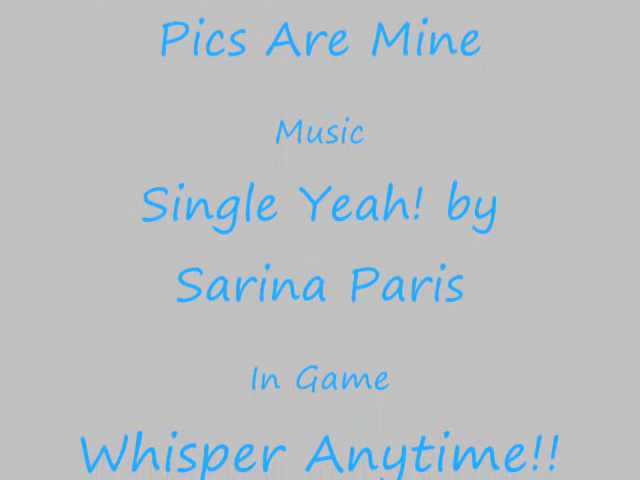 Pics Are Mine
Music
Single Yeah! by
Sarina Paris
In Game
Whisper Anytime!!